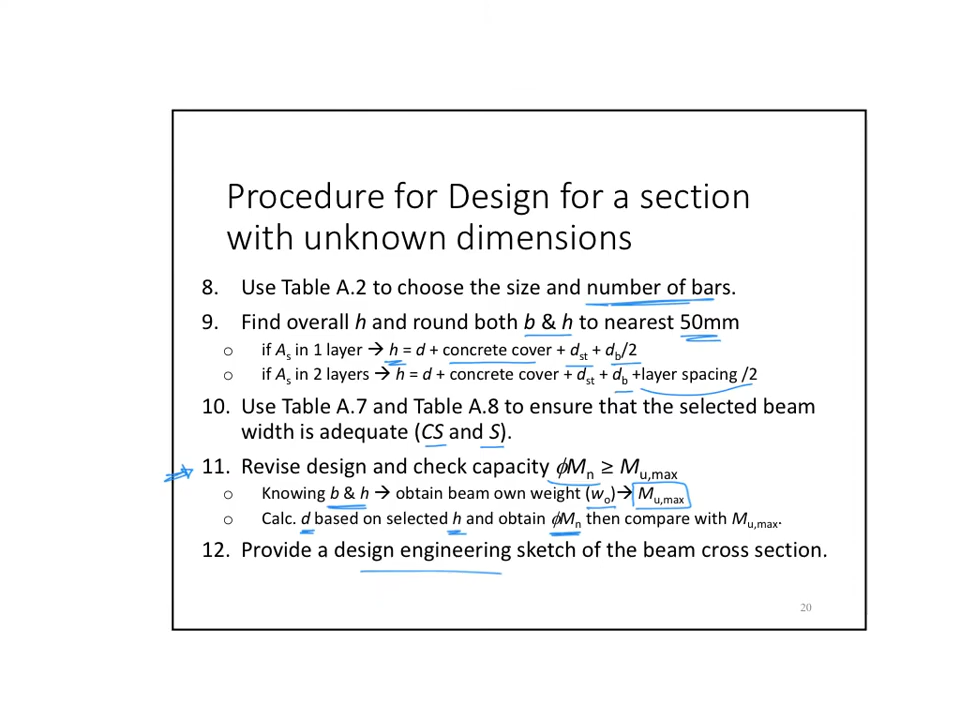 Procedure for Design for a section
with unknown dimensions
8. Use Table A.2 to choose the size and number of bars.
9. Find overall h and round both b & h to nearest 50mm
o if As in 1 layer → h = d + concrete cover + dst + db/2
o if As in 2 layers → h = d + concrete cover + dst + db +layer spacing /2
10. Use Table A.7 and Table A.8 to ensure that the selected beam
width is adequate (CS and S).
11. Revise design and check capacity ϕMn ≥ Mu,max
o Knowing b & h → obtain beam own weight (wo)→ Mu,max
o Calc. d based on selected h and obtain ϕMn then compare with Mu,max.
12. Provide a design engineering sketch of the beam cross section.
20